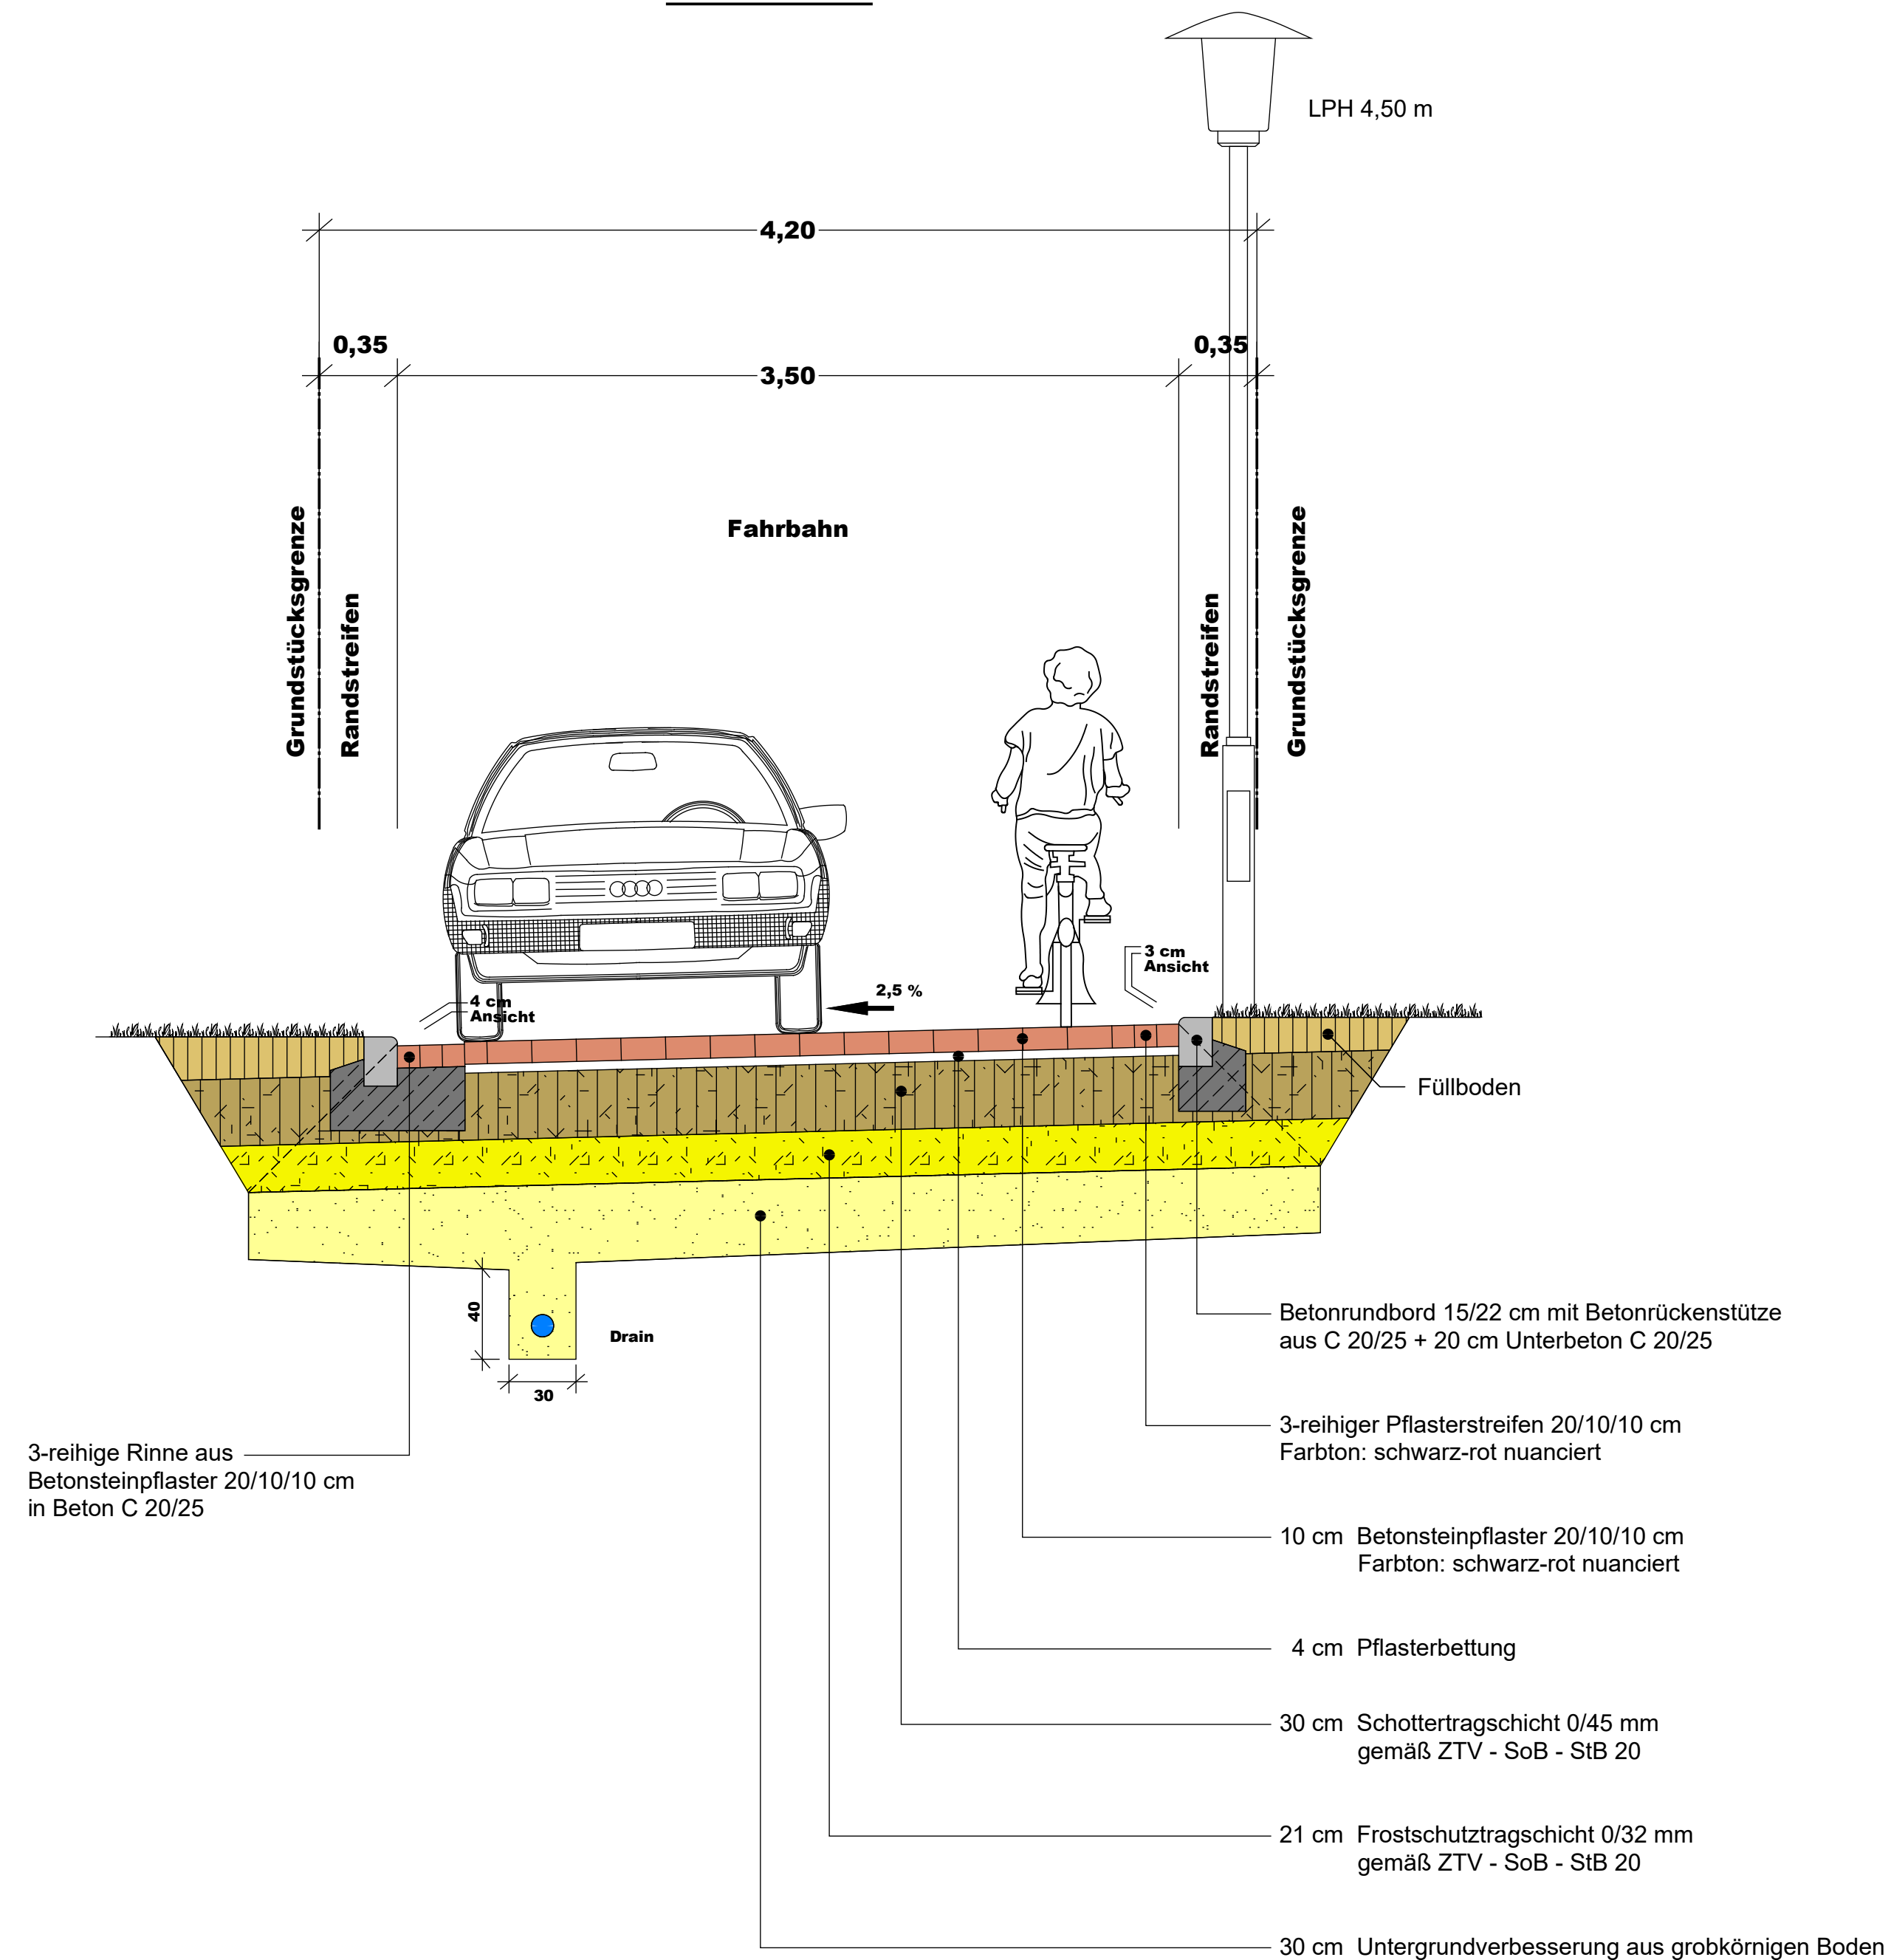 LPH 4,50 m
4,20
0,35
0,35
3,50
Fahrbahn
Grundstücksgrenze
Randstreifen
Randstreifen
Grundstücksgrenze
3 cm
Ansicht
2,5 %
4 cm
Ansicht
Füllboden
40
Drain
30
Betonrundbord 15/22 cm mit Betonrückenstütze
aus C 20/25 + 20 cm Unterbeton C 20/25
3-reihiger Pflasterstreifen 20/10/10 cm
Farbton: schwarz-rot nuanciert
3-reihige Rinne aus
Betonsteinpflaster 20/10/10 cm
in Beton C 20/25
10 cm Betonsteinpflaster 20/10/10 cm
Farbton: schwarz-rot nuanciert
4 cm Pflasterbettung
30 cm Schottertragschicht 0/45 mm
gemäß ZTV - SoB - StB 20
21 cm Frostschutztragschicht 0/32 mm
gemäß ZTV - SoB - StB 20
30 cm Untergrundverbesserung aus grobkörnigen Boden